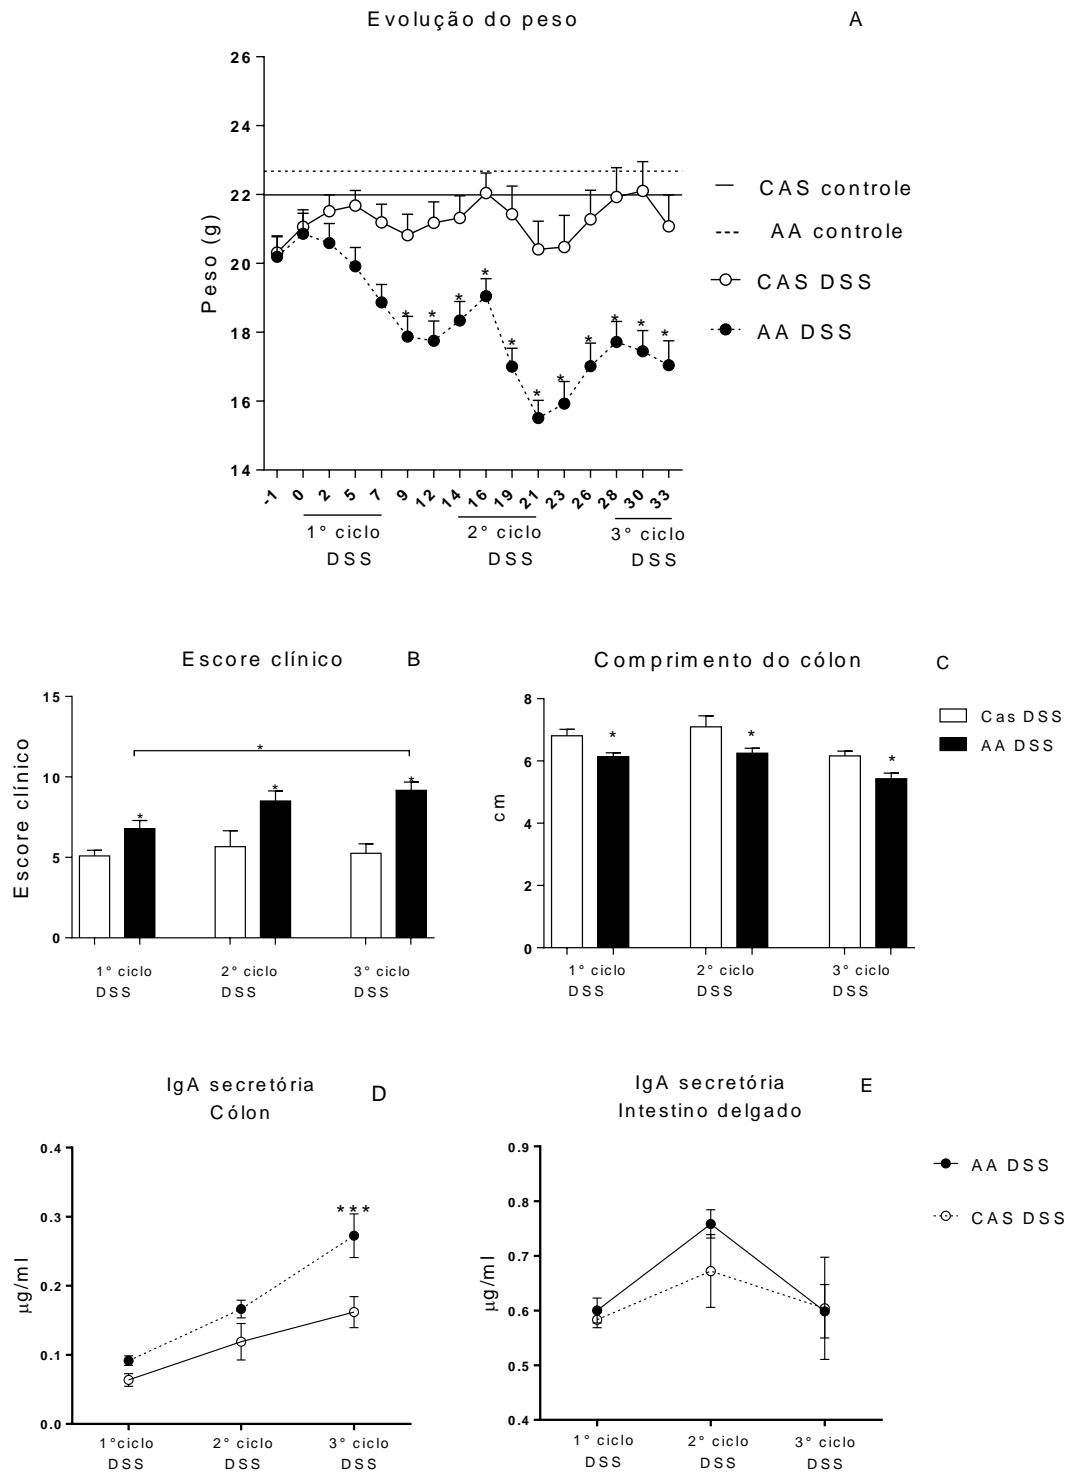 Evolução do peso
A
26
24
22
20
18
16
14
Peso (g)
* * * * * * * * * * *
CAS controle
AA controle
CAS DSS
AA DSS
-1 0 2 5 7 9 12 14 16 19 21 23 26 28 30 33
1° ciclo
DSS
2° ciclo
DSS
3° ciclo
DSS
Escore clínico
B
15
10
5
0
Escore clínico
*
* * *
1° ciclo
DSS
2° ciclo
DSS
3° ciclo
DSS
Comprimento do cólon
C
8
6
4
2
0
cm
* * *
Cas DSS
AA DSS
1° ciclo
DSS
2° ciclo
DSS
3° ciclo
DSS
IgA secretória
Cólon
D
0.4
0.3
0.2
0.1
0.0
µg/ml
***
1°ciclo
DSS
2° ciclo
DSS
3° ciclo
DSS
IgA secretória
Intestino delgado
E
0.9
0.8
0.7
0.6
0.5
0.4
µg/ml
AA DSS
CAS DSS
1° ciclo
DSS
2° ciclo
DSS
3° ciclo
DSS